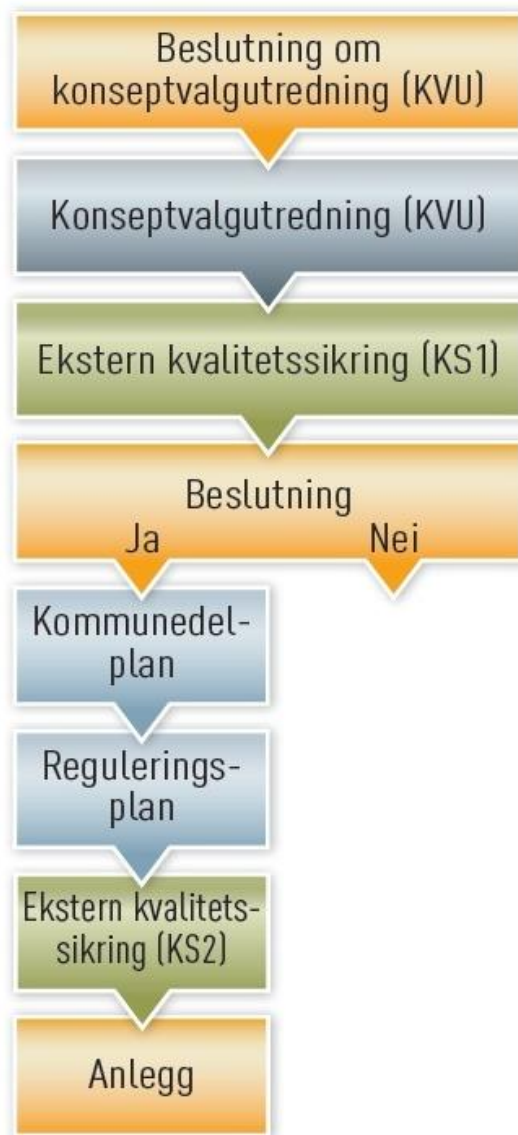 Beslutning om
konseptvalgutredning (KVU)
Konseptvalgutredning (KVU)
Ekstern kvalitetssikring (KS1)
Beslutning
Ja Nei
Kommunedel-
plan
Regulerings-
plan
Ekstern kvalitets-
sikring (KS2)
Anlegg